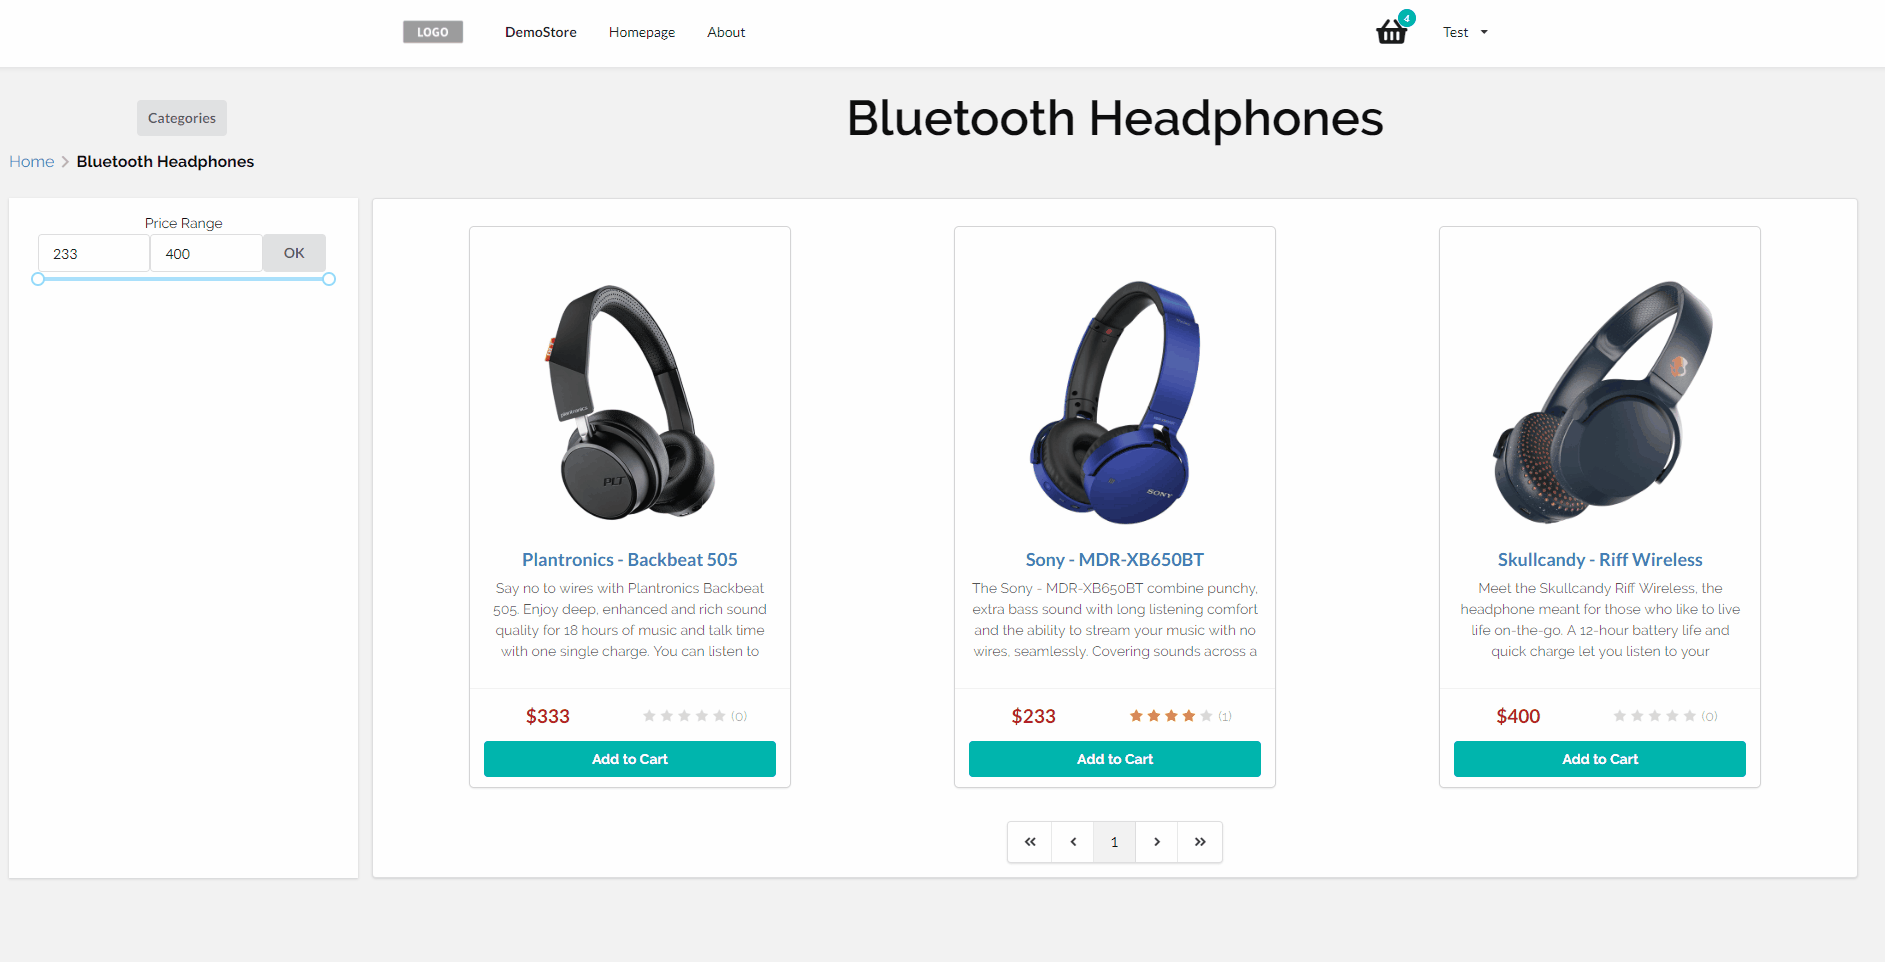 LOGO
DemoStore
Homepage
About
4
Test
Categories
Bluetooth Headphones
Home
Bluetooth Headphones
Price Range
233
400
OK
plantronics
PLT
Plantronics - Backbeat 505
Say no to wires with Plantronics Backbeat
505. Enjoy deep, enhanced and rich sound
quality for 18 hours of music and talk time
with one single charge. You can listen to
$333
(0)
Add to Cart
SONY
Sony - MDR-XB650BT
The Sony - MDR-XB650BT combine punchy,
extra bass sound with long listening comfort
and the ability to stream your music with no
wires, seamlessly. Covering sounds across a
$233
(1)
Add to Cart
Skullcandy - Riff Wireless
Meet the Skullcandy Riff Wireless, the
headphone meant for those who like to live
life on-the-go. A 12-hour battery life and
quick charge let you listen to your
$400
(0)
Add to Cart
« ‹ 1 › »